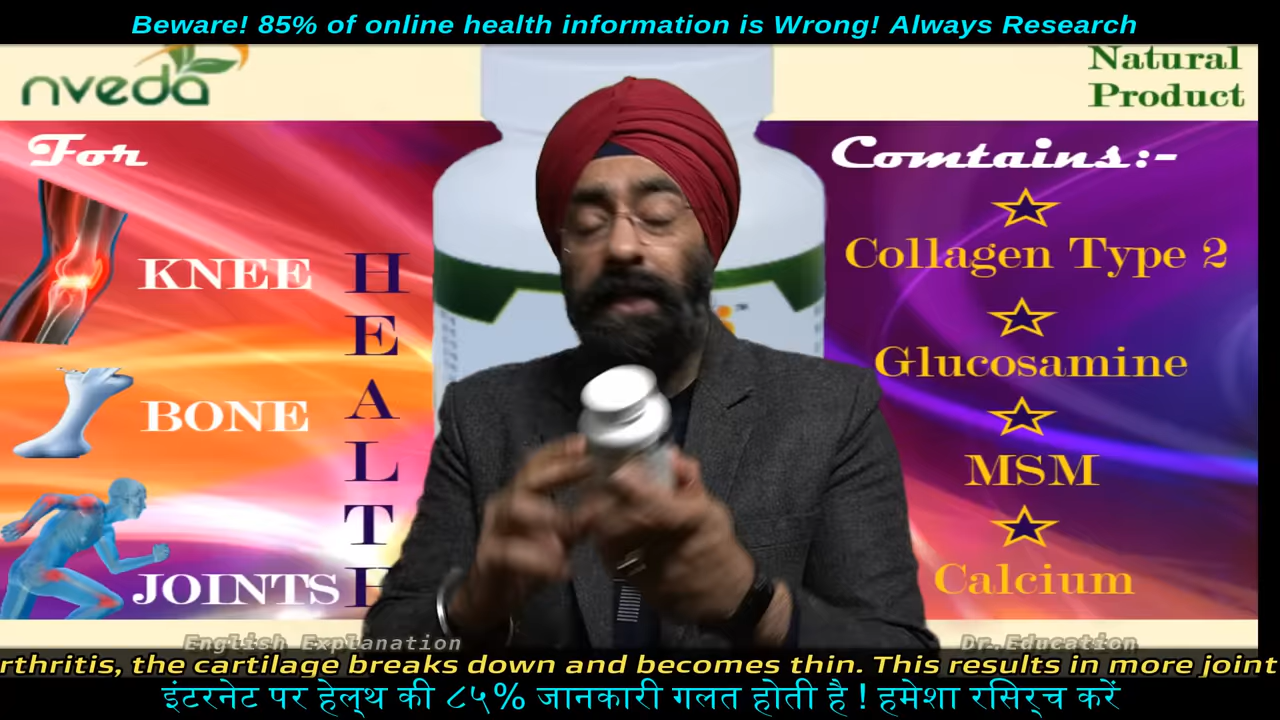 Beware! 85% of online health information is Wrong! Always Research
nveda
Natural
Product
For
KNEE
BONE
JOINTS
HEALTH
Comtains:-
Collagen Type 2
Glucosamine
MSM
Calcium
English Explanation
Dr.Education
rthritis, the cartilage breaks down and becomes thin. This results in more joint
इंटरनेट पर हेल्थ की ८५% जानकारी गलत होती है ! हमेशा रिसर्च करें